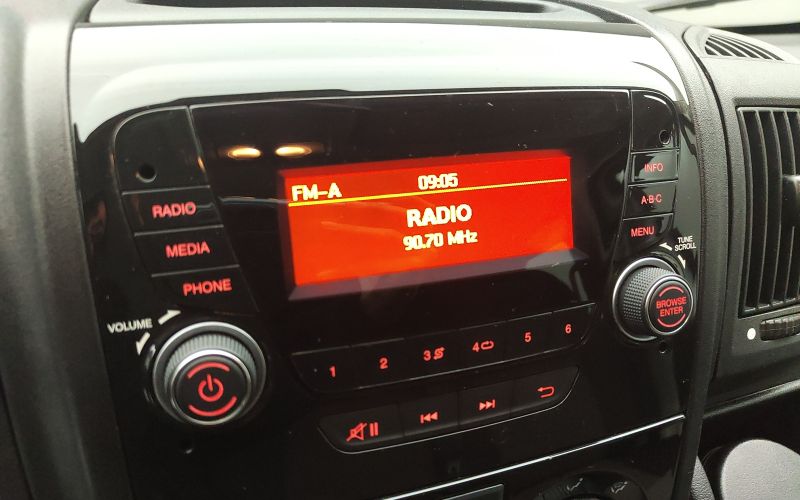 FM-A 09:05
RADIO
90.70 MHz
RADIO
MEDIA
PHONE
VOLUME
INFO
A·B·C
MENU
TUNE
SCROLL
BROWSE
ENTER
1 2 3 4 5 6